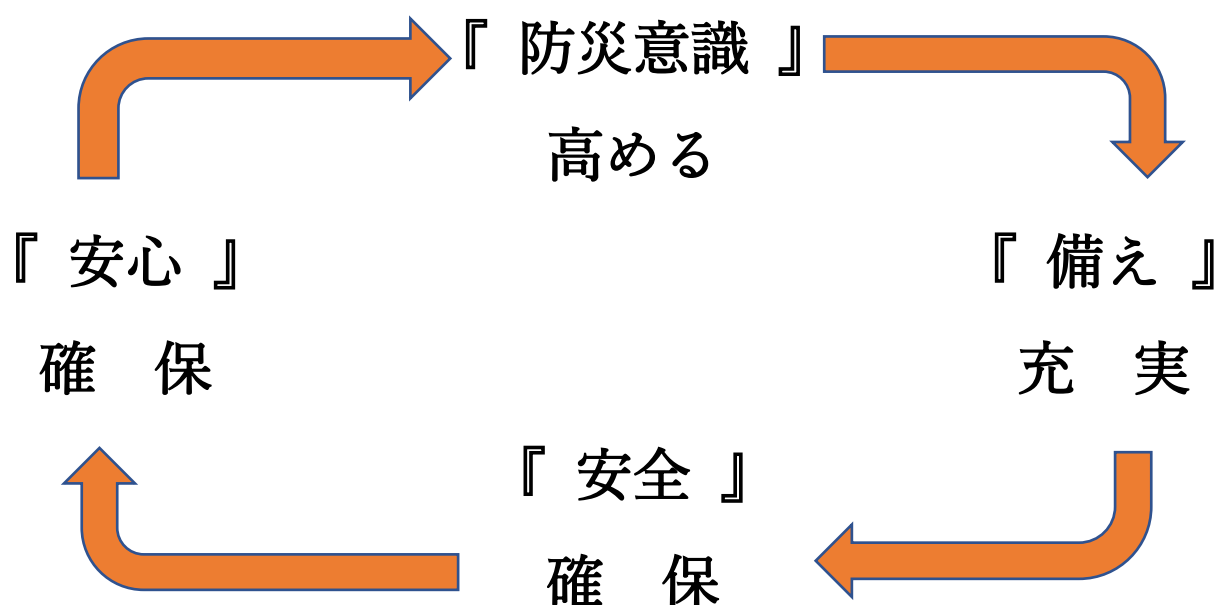 『 防災意識 』
高める
『 安心 』
確　保
『 備え 』
充　実
『 安全 』
確　保